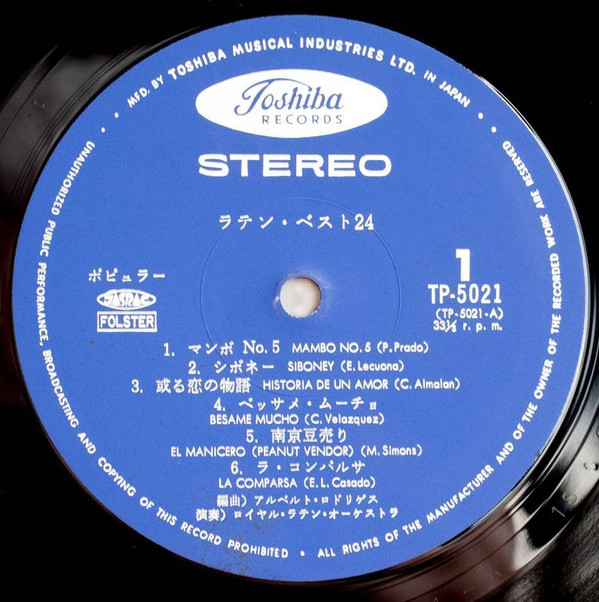 • MFD. BY TOSHIBA MUSICAL INDUSTRIES LTD. IN JAPAN •
Toshiba
RECORDS
STEREO
ラテン・ベスト24
ポピュラー
JASRAC
FOLSTER
1
TP-5021
(TP-5021-A)
33⅓ r. p. m.
1. マンボ No. 5 MAMBO NO. 5 (P. Prado)
2. シボネー SIBONEY (E. Lecuona)
3. 或る恋の物語 HISTORIA DE UN AMOR (C. Almalan)
4. ベッサメ・ムーチョ
BESAME MUCHO (C. Velazquez)
5. 南京豆売り
EL MANICERO (PEANUT VENDOR) (M. Simons)
6. ラ・コンパルサ
LA COMPARSA (E. L. Casado)
編曲) アルベルト・ロドリゲス
演奏) ロイヤル・ラテン・オーケストラ
UNAUTHORIZED PUBLIC PERFORMANCE, BROADCASTING AND COPYING OF THIS RECORD PROHIBITED • ALL RIGHTS OF THE MANUFACTURER AND OF THE OWNER OF THE RECORDED WORK ARE RESERVED